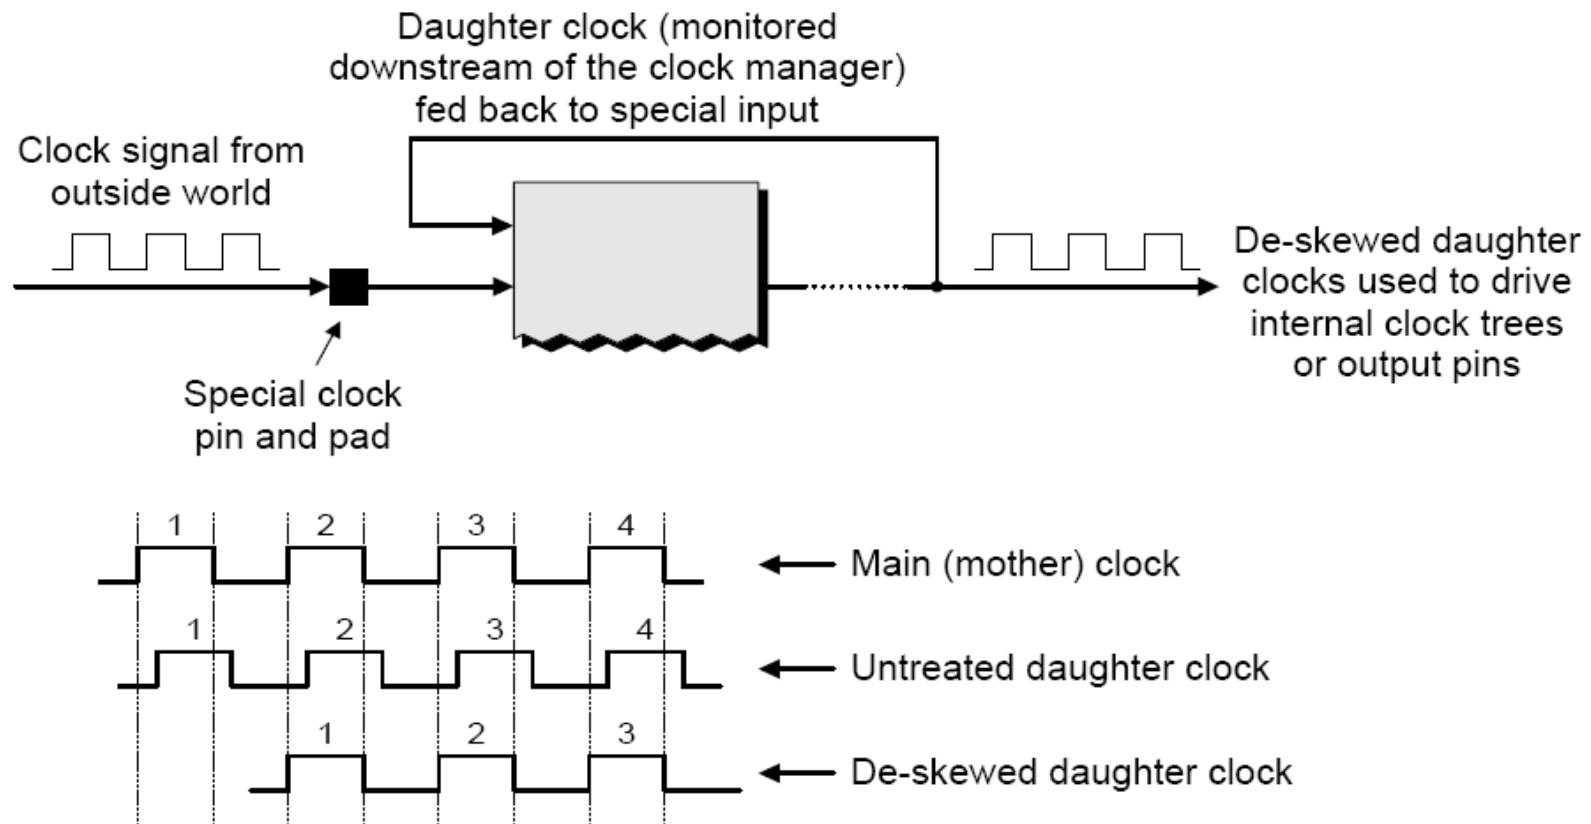 Daughter clock (monitored
downstream of the clock manager)
fed back to special input
Clock signal from
outside world
De-skewed daughter
clocks used to drive
internal clock trees
or output pins
Special clock
pin and pad
1 2 3 4
Main (mother) clock
1 2 3 4
Untreated daughter clock
1 2 3
De-skewed daughter clock